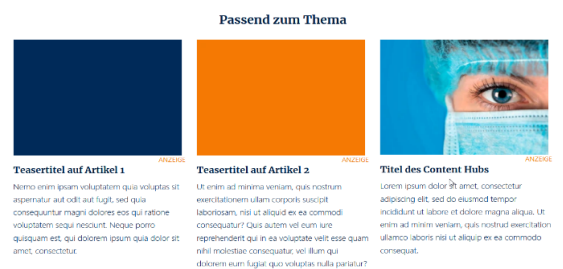 Passend zum Thema
ANZEIGE
Teasertitel auf Artikel 1
Nemo enim ipsam voluptatem quia voluptas sit
aspernatur aut odit aut fugit, sed quia
consequuntur magni dolores eos qui ratione
voluptatem sequi nesciunt. Neque porro
quisquam est, qui dolorem ipsum quia dolor sit
amet, consectetur.
ANZEIGE
Teasertitel auf Artikel 2
Ut enim ad minima veniam, quis nostrum
exercitationem ullam corporis suscipit
laboriosam, nisi ut aliquid ex ea commodi
consequatur? Quis autem vel eum iure
reprehenderit qui in ea voluptate velit esse quam
nihil molestiae consequatur, vel illum qui
dolorem eum fugiat quo voluptas nulla pariatur?
ANZEIGE
Titel des Content Hubs
Lorem ipsum dolor sit amet, consectetur
adipiscing elit, sed do eiusmod tempor
incididunt ut labore et dolore magna aliqua. Ut
enim ad minim veniam, quis nostrud exercitation
ullamco laboris nisi ut aliquip ex ea commodo
consequat.